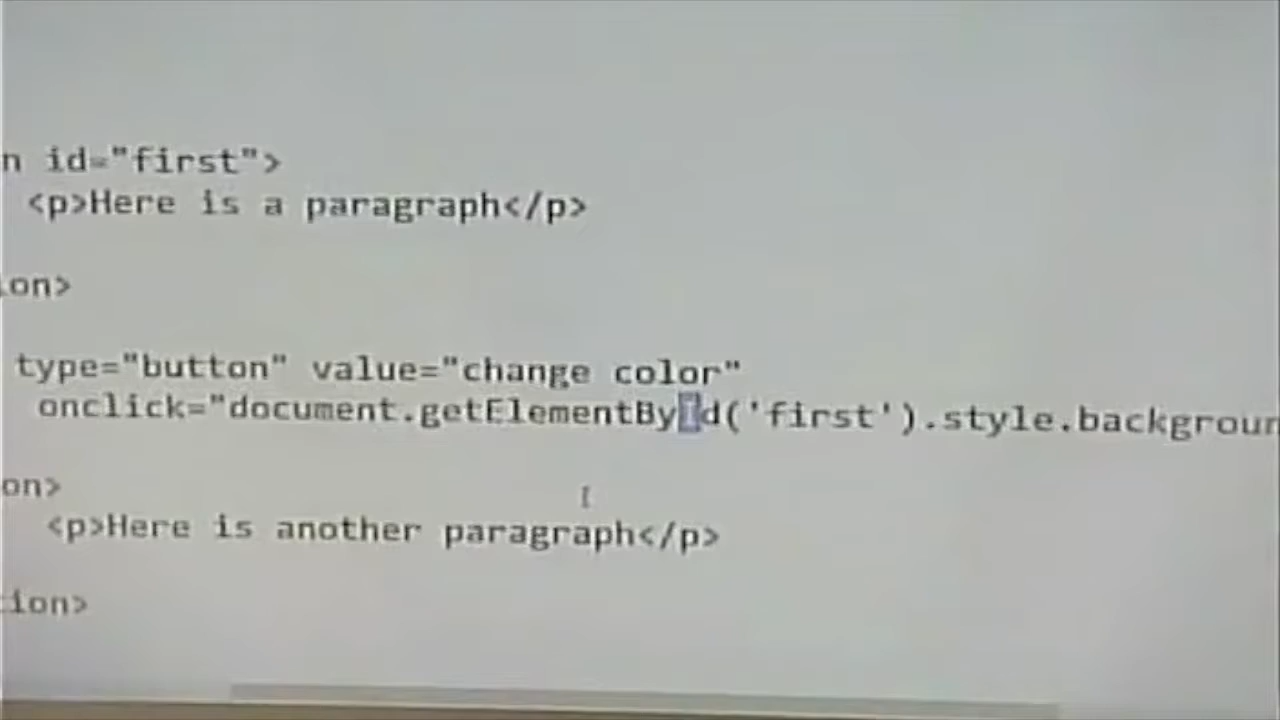 n id="first">
<p>Here is a paragraph</p>
ion>
type="button" value="change color"
onclick="document.getElementById('first').style.backgroun
on>
<p>Here is another paragraph</p>
tion>